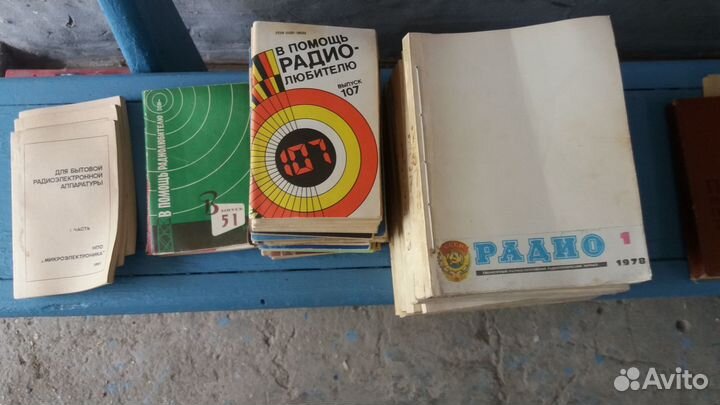 ДЛЯ БЫТОВОЙ
РАДИОЭЛЕКТРОННОЙ
АППАРАТУРЫ
I ЧАСТЬ
НПО
"МИКРОЭЛЕКТРОНИКА"
В ПОМОЩЬ РАДИОЛЮБИТЕЛЮ
ВЫПУСК
51
В ПОМОЩЬ
РАДИО-
ЛЮБИТЕЛЮ
ВЫПУСК
107
107
РАДИО
1
1978
Avito